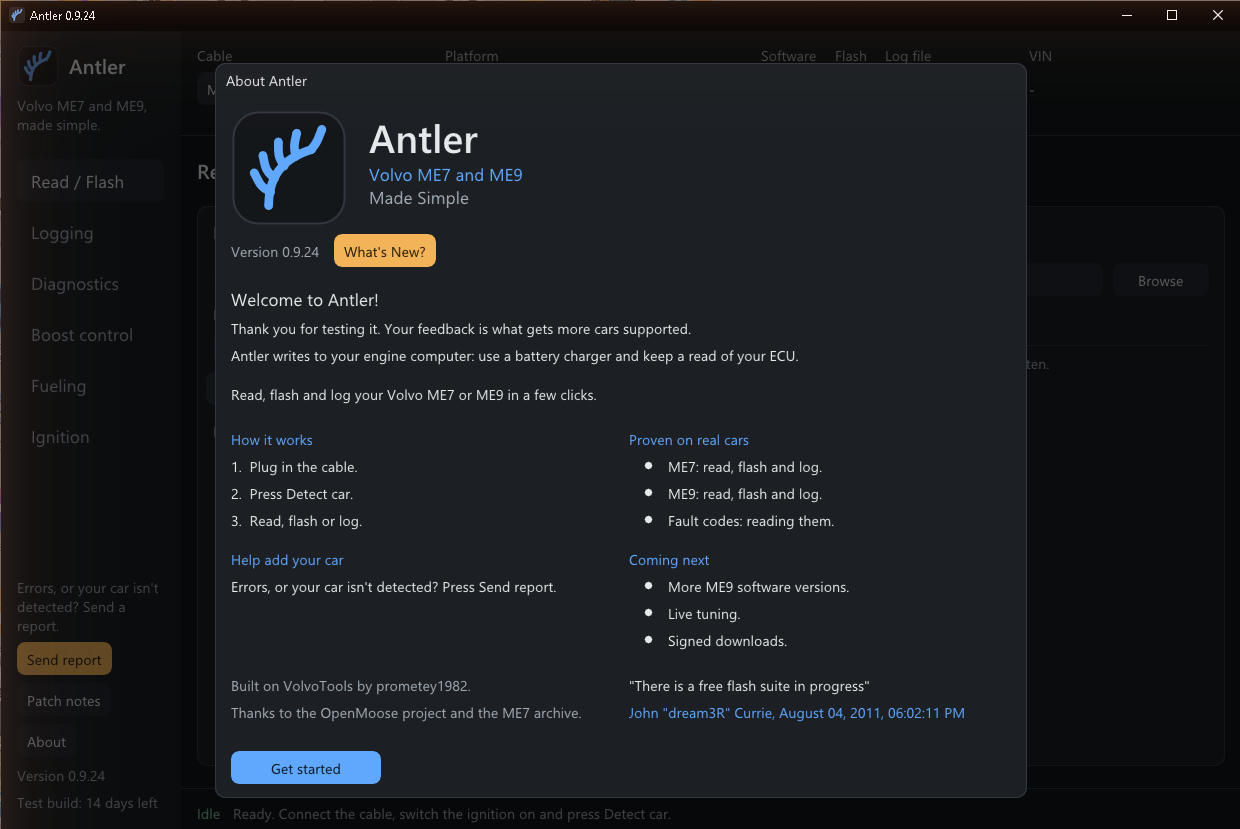 Antler 0.9.24
Antler
Volvo ME7 and ME9,
made simple.
Read / Flash
Logging
Diagnostics
Boost control
Fueling
Ignition
Errors, or your car isn't
detected? Send a
report.
Send report
Patch notes
About
Version 0.9.24
Test build: 14 days left
Cable
Platform
Software
Flash
Log file
VIN
-
Browse
About Antler
Antler
Volvo ME7 and ME9
Made Simple
Version 0.9.24
What's New?
Welcome to Antler!
Thank you for testing it. Your feedback is what gets more cars supported.
Antler writes to your engine computer: use a battery charger and keep a read of your ECU.
Read, flash and log your Volvo ME7 or ME9 in a few clicks.
How it works
1. Plug in the cable.
2. Press Detect car.
3. Read, flash or log.
Proven on real cars
● ME7: read, flash and log.
● ME9: read, flash and log.
● Fault codes: reading them.
Help add your car
Errors, or your car isn't detected? Press Send report.
Coming next
● More ME9 software versions.
● Live tuning.
● Signed downloads.
Built on VolvoTools by prometey1982.
Thanks to the OpenMoose project and the ME7 archive.
"There is a free flash suite in progress"
John "dream3R" Currie, August 04, 2011, 06:02:11 PM
Get started
Idle Ready. Connect the cable, switch the ignition on and press Detect car.